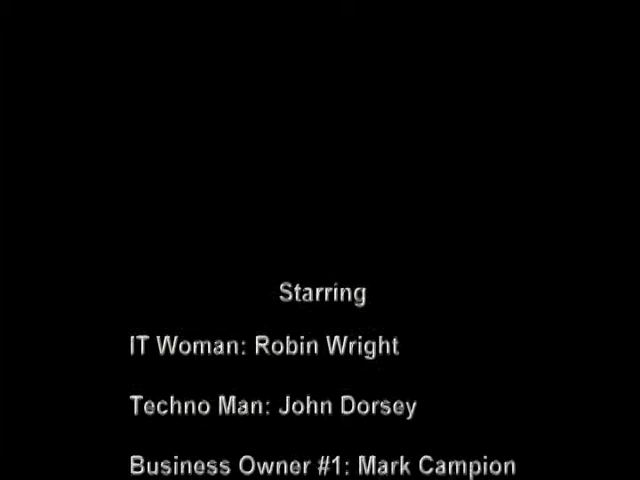 Starring
IT Woman: Robin Wright
Techno Man: John Dorsey
Business Owner #1: Mark Campion